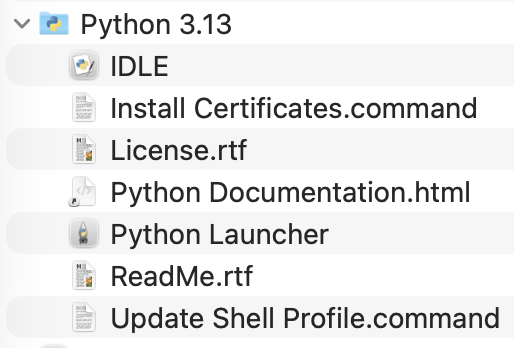 Python 3.13
IDLE
Install Certificates.command
License.rtf
Python Documentation.html
Python Launcher
ReadMe.rtf
Update Shell Profile.command